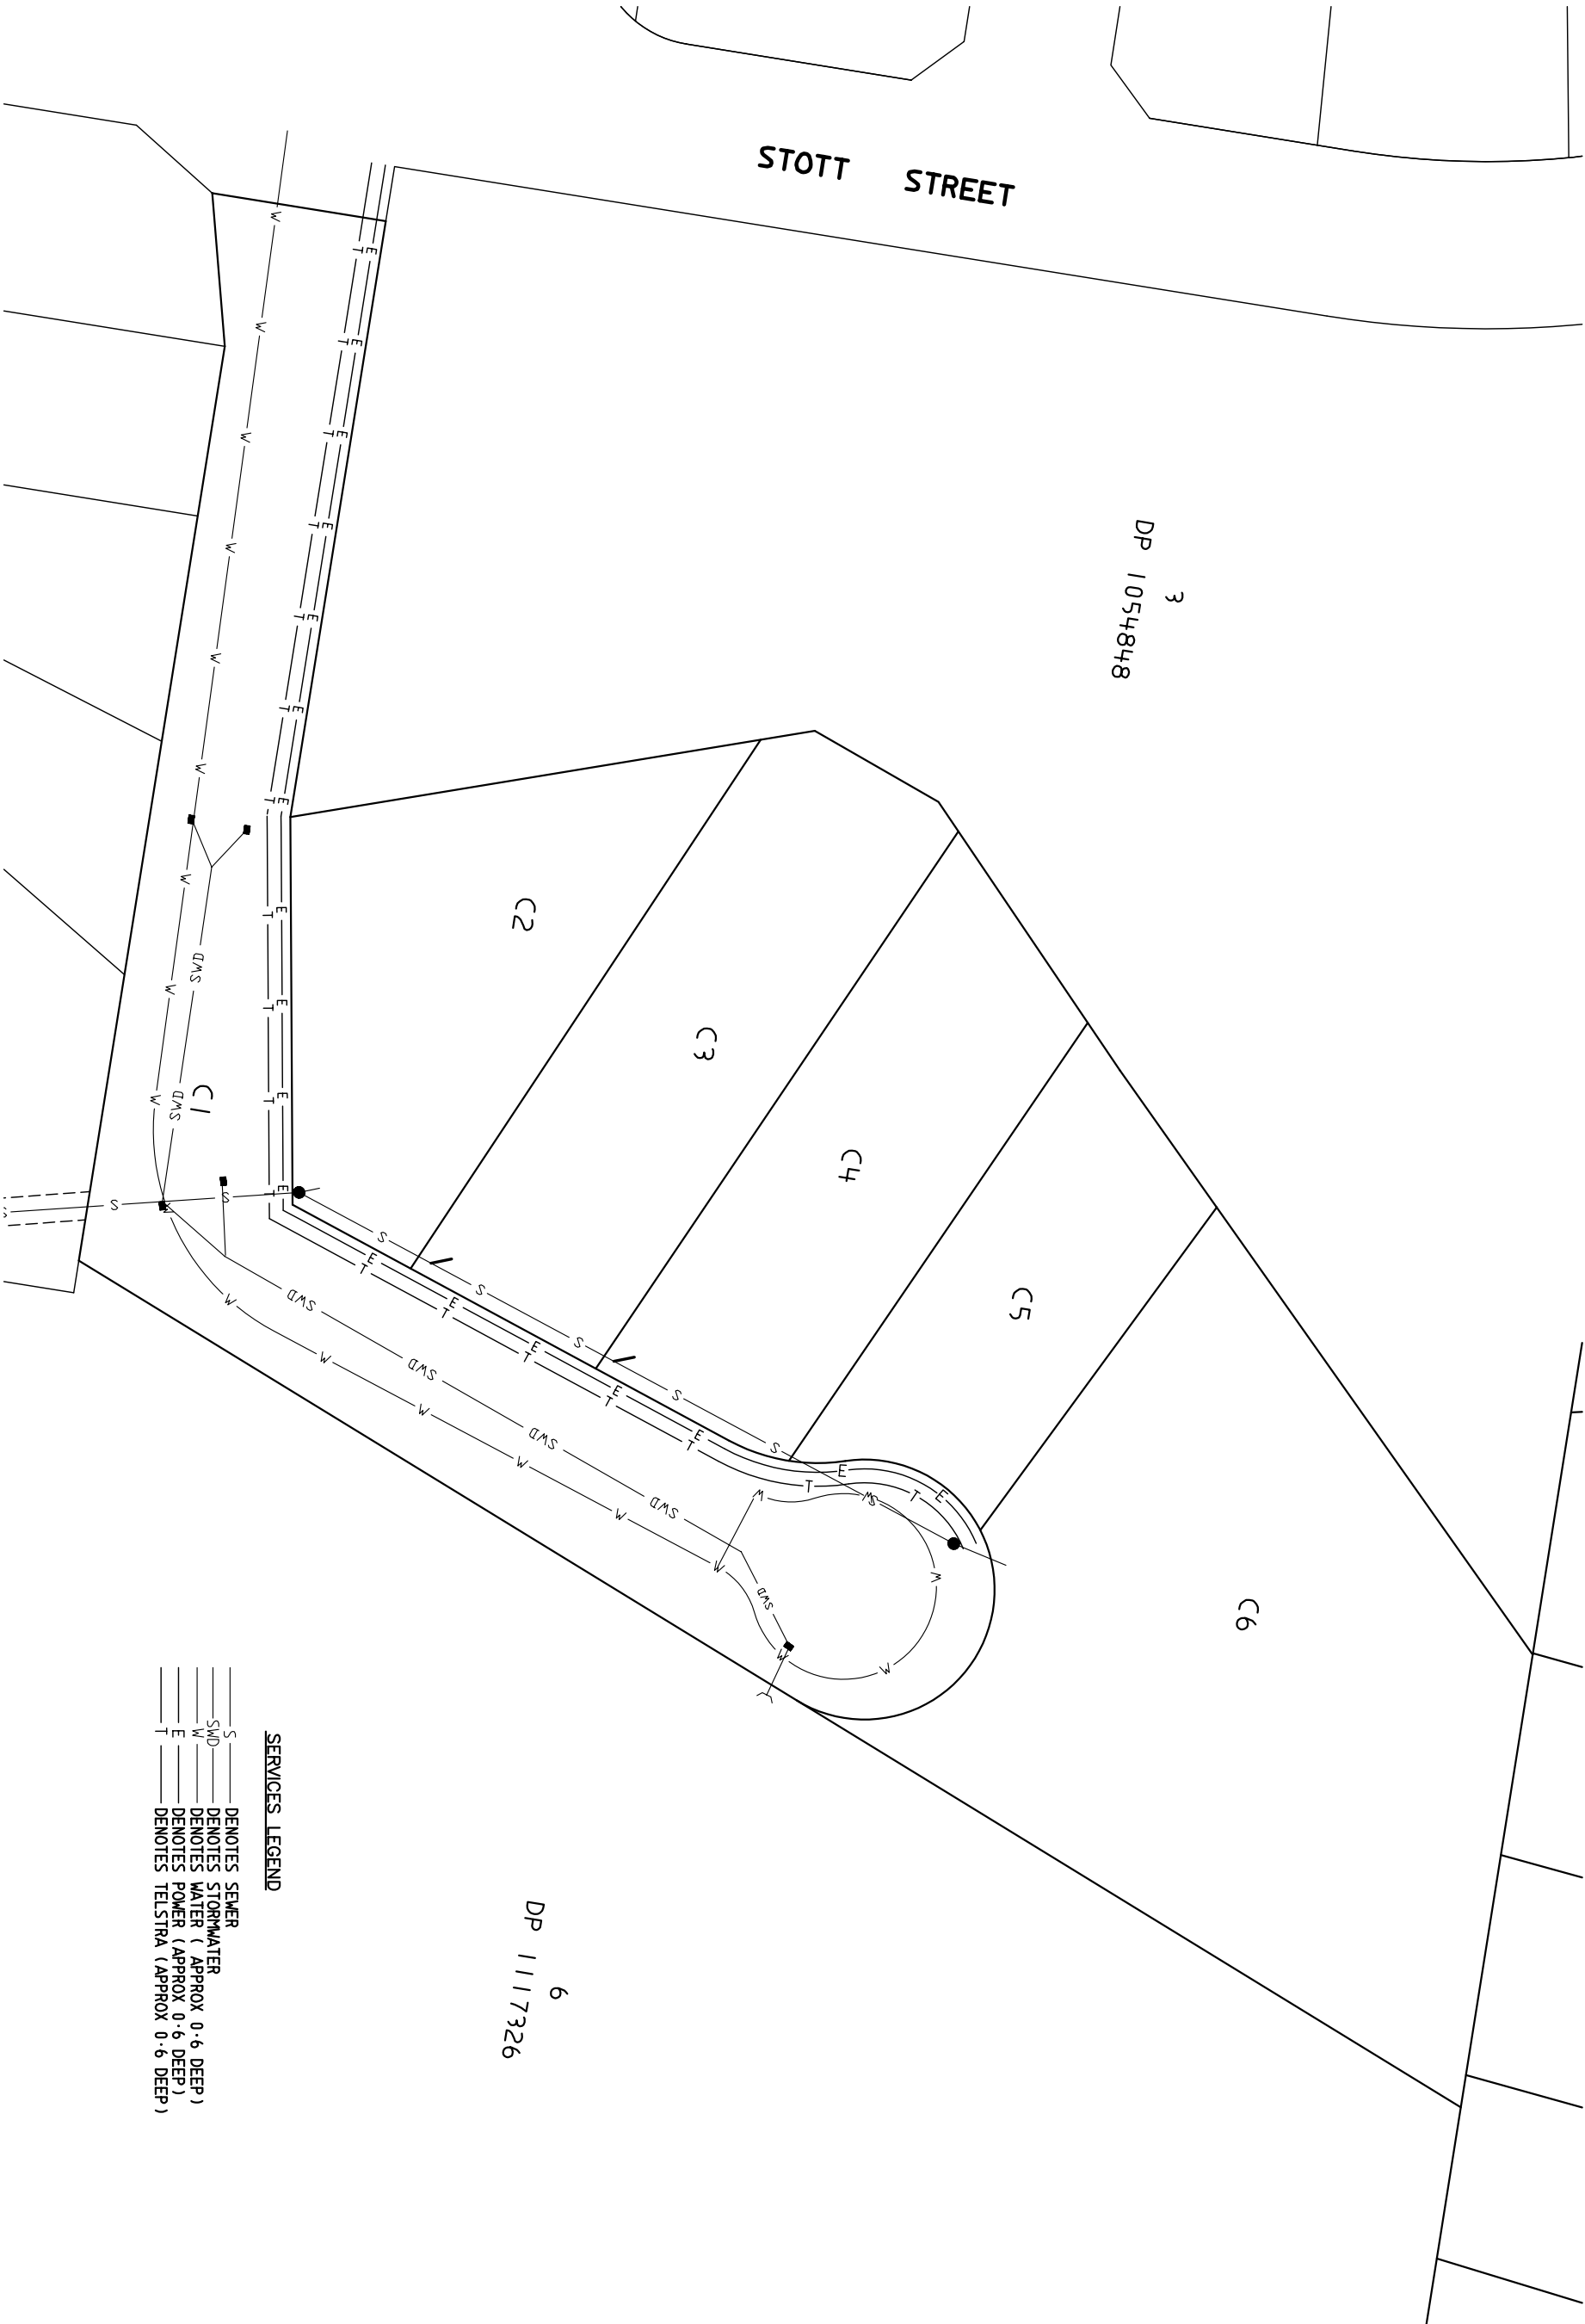 STOTT STREET
3
DP 1054848
C2
C3
C4
C5
C6
C1
6
DP 1117326
SERVICES LEGEND
S DENOTES SEWER
SWD DENOTES STORMWATER
W DENOTES WATER ( APPROX 0·6 DEEP)
E DENOTES POWER (APPROX 0·6 DEEP)
T DENOTES TELSTRA (APPROX 0·6 DEEP)